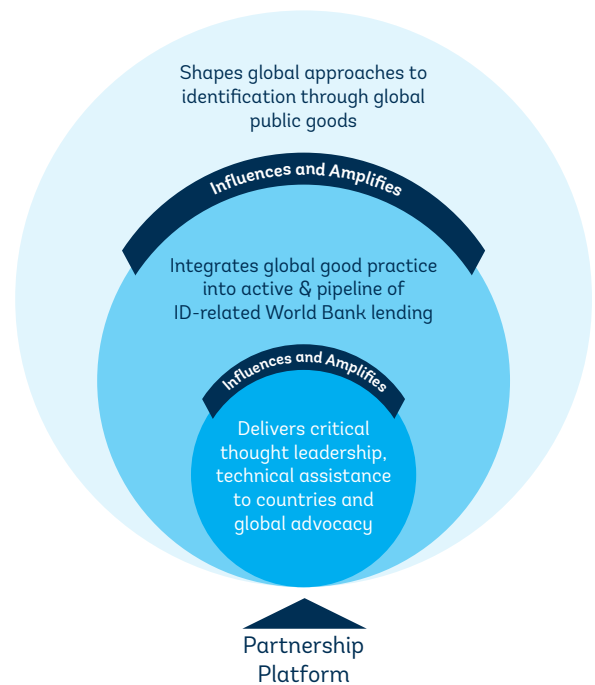 Shapes global approaches to
identification through global
public goods
Influences and Amplifies
Integrates global good practice
into active & pipeline of
ID-related World Bank lending
Influences and Amplifies
Delivers critical
thought leadership,
technical assistance
to countries and
global advocacy
Partnership
Platform